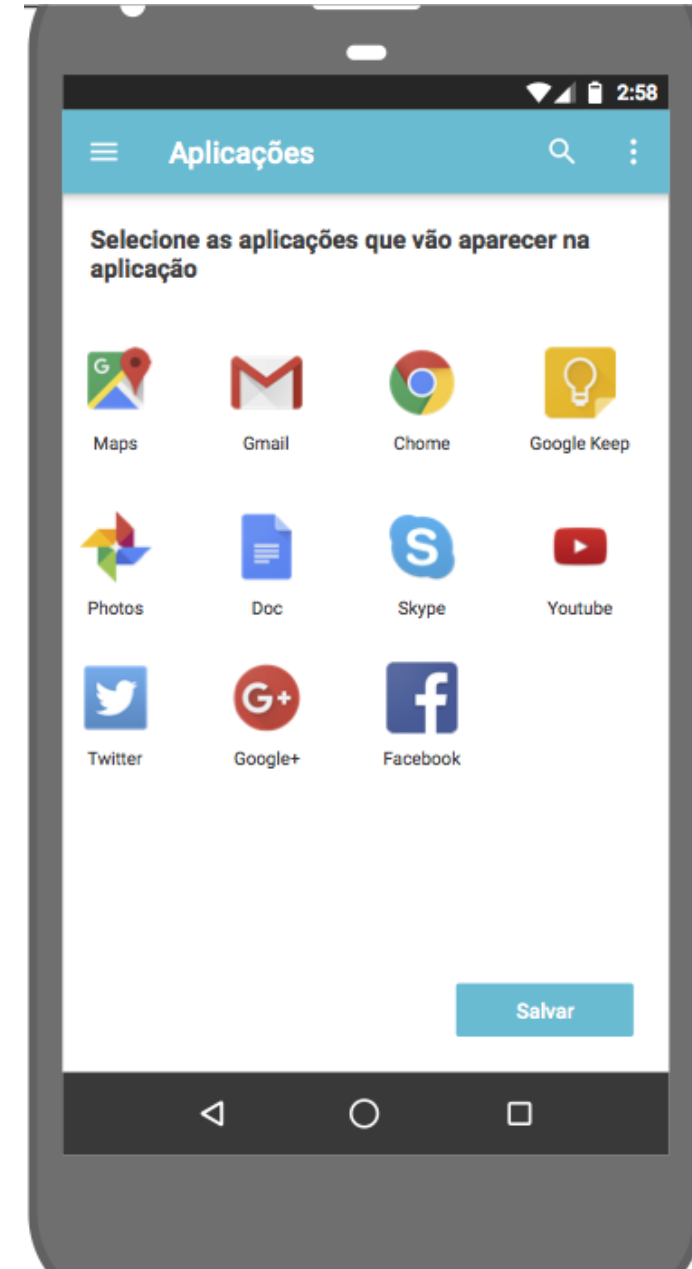 2:58
Aplicações
Selecione as aplicações que vão aparecer na
aplicação
G
Maps
Gmail
Chome
Google Keep
Photos
Doc
S
Skype
Youtube
Twitter
G+
Google+
f
Facebook
Salvar